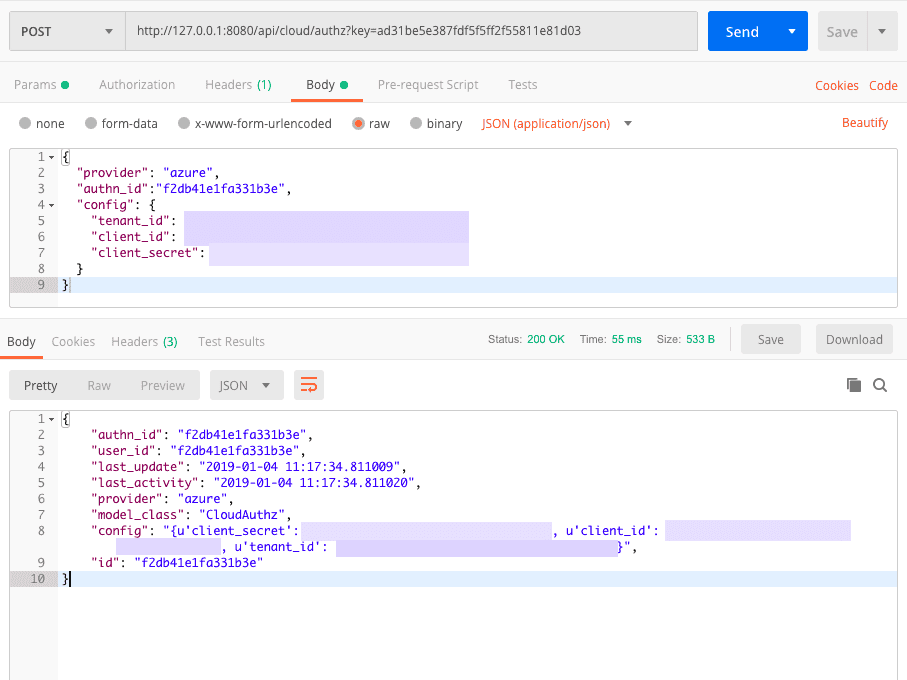 POST http://127.0.0.1:8080/api/cloud/authz?key=ad31be5e387fdf5f5ff2f55811e81d03 Send Save
Params Authorization Headers (1) Body Pre-request Script Tests Cookies Code
none form-data x-www-form-urlencoded raw binary JSON (application/json) Beautify
1 {
2 "provider": "azure",
3 "authn_id":"f2db41e1fa331b3e",
4 "config": {
5 "tenant_id":
6 "client_id":
7 "client_secret":
8 }
9 }
Body Cookies Headers (3) Test Results Status: 200 OK Time: 55 ms Size: 533 B Save Download
Pretty Raw Preview JSON
1 {
2 "authn_id": "f2db41e1fa331b3e",
3 "user_id": "f2db41e1fa331b3e",
4 "last_update": "2019-01-04 11:17:34.811009",
5 "last_activity": "2019-01-04 11:17:34.811020",
6 "provider": "azure",
7 "model_class": "CloudAuthz",
8 "config": "{u'client_secret': , u'client_id':
, u'tenant_id': }",
9 "id": "f2db41e1fa331b3e"
10 }